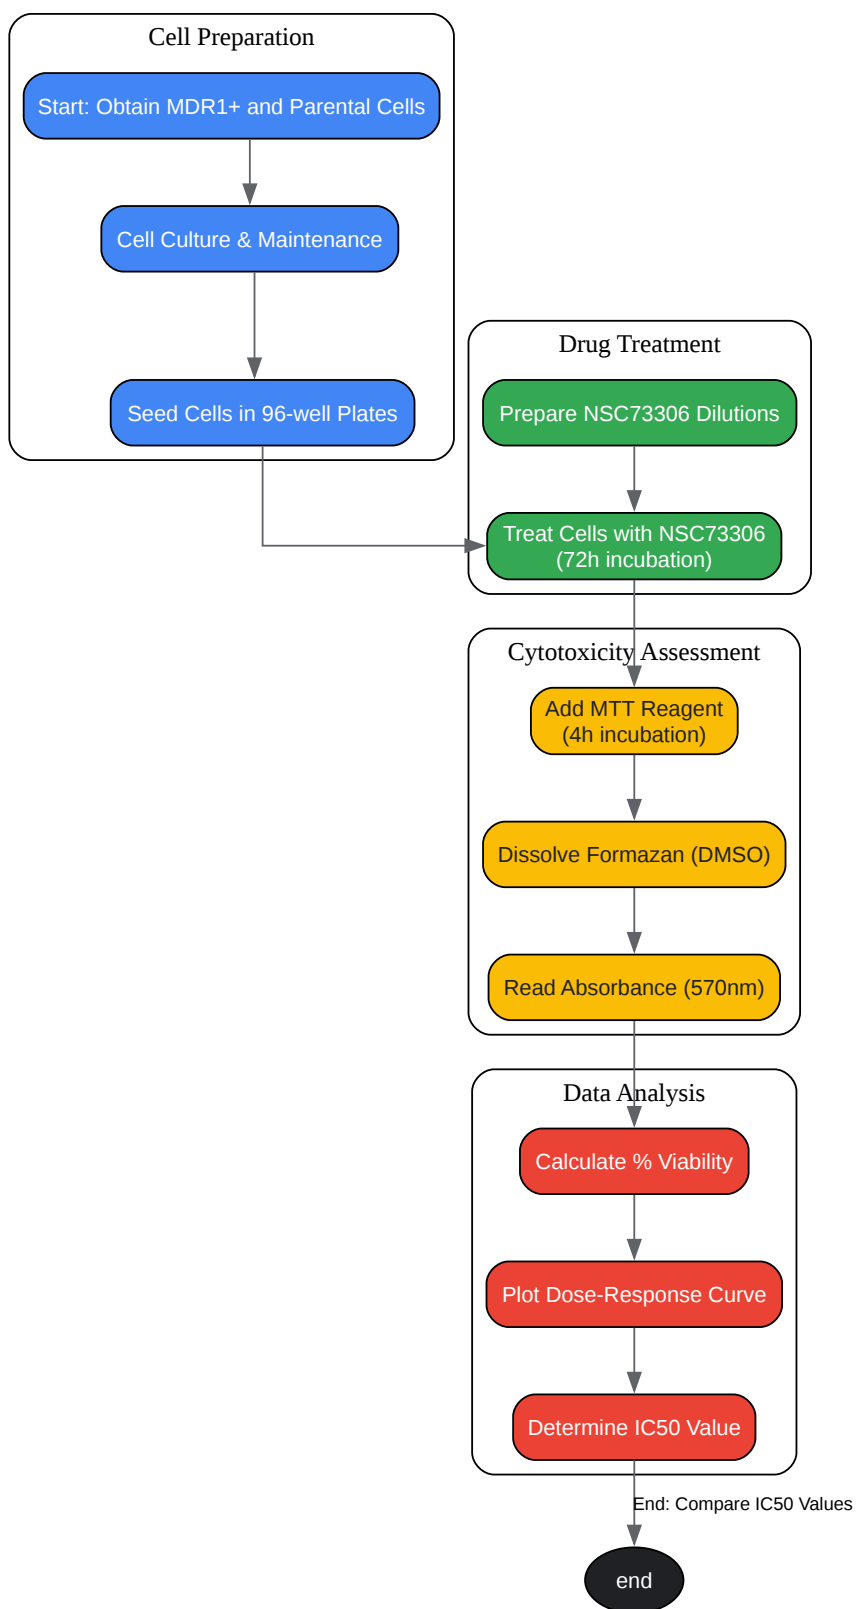 Cell Preparation
Start: Obtain MDR1+ and Parental Cells
Cell Culture & Maintenance
Seed Cells in 96-well Plates
Drug Treatment
Prepare NSC73306 Dilutions
Treat Cells with NSC73306
(72h incubation)
Cytotoxicity Assessment
Add MTT Reagent
(4h incubation)
Dissolve Formazan (DMSO)
Read Absorbance (570nm)
Data Analysis
Calculate % Viability
Plot Dose-Response Curve
Determine IC50 Value
End: Compare IC50 Values
end